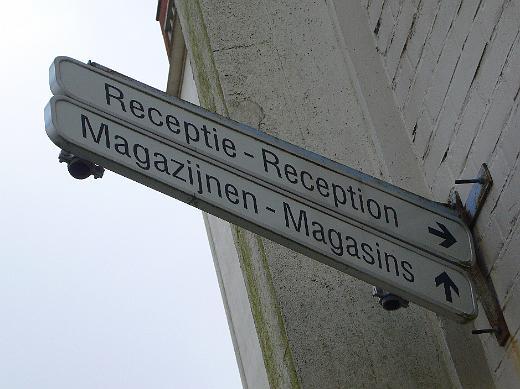 Receptie - Reception
Magazijnen - Magasins